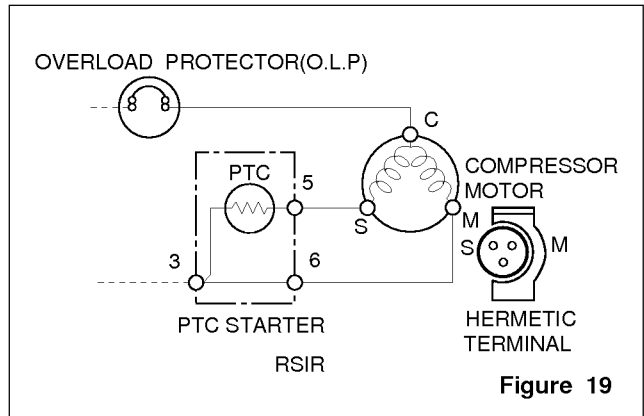 OVERLOAD PROTECTOR(O.L.P)
C
PTC
5
COMPRESSOR
MOTOR
S
M
S
M
3
6
PTC STARTER
HERMETIC
TERMINAL
RSIR
Figure 19